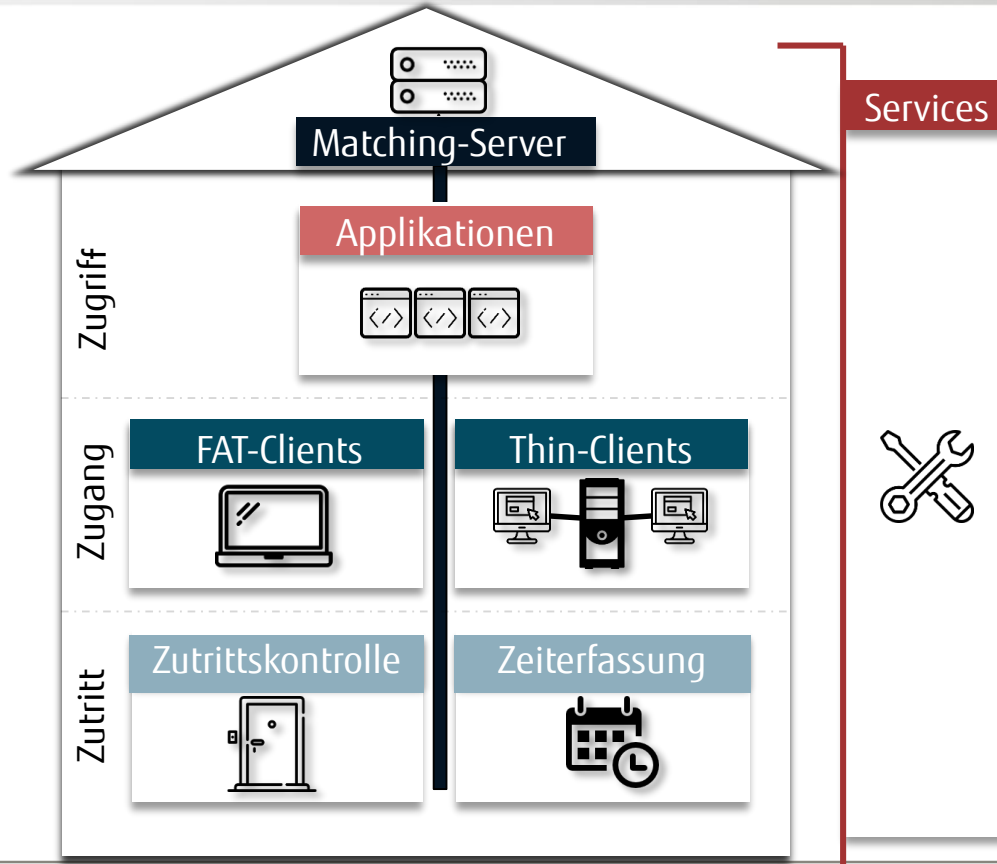 Matching-Server
Services
Zugriff
Applikationen
Zugang
FAT-Clients
Thin-Clients
Zutritt
Zutrittskontrolle
Zeiterfassung